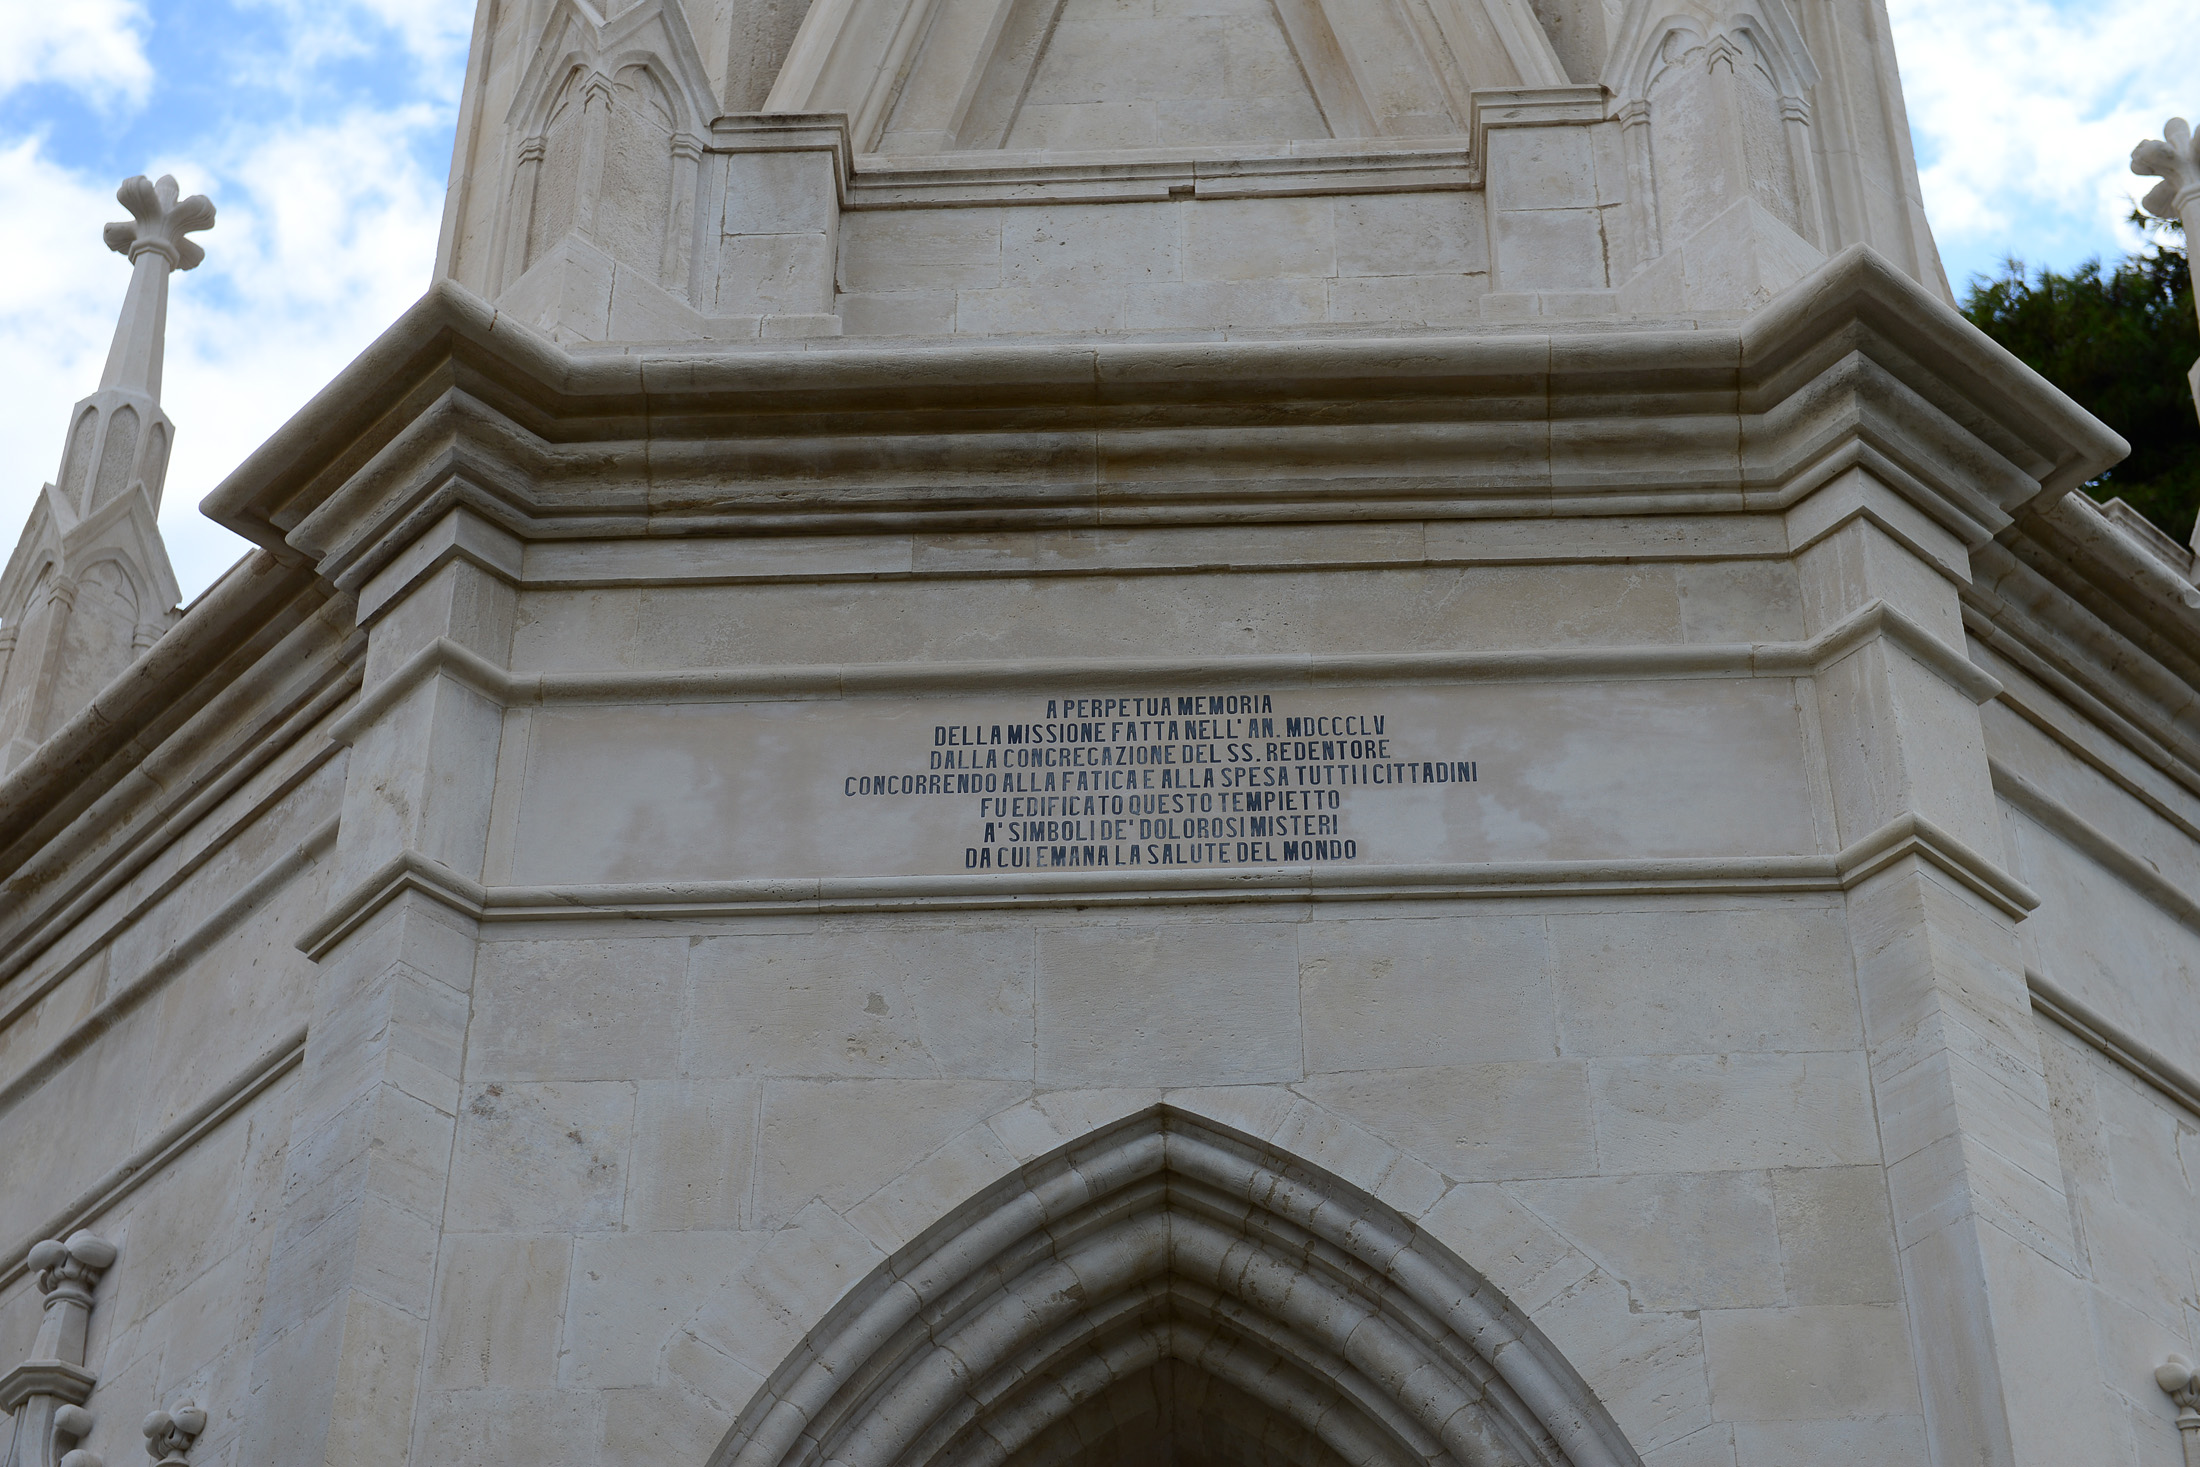 A PERPETUA MEMORIA
DELLA MISSIONE FATTA NELL' AN. MDCCCLV
DALLA CONGREGAZIONE DEL SS. REDENTORE
CONCORRENDO ALLA FATICA E ALLA SPESA TUTTI I CITTADINI
FU EDIFICATO QUESTO TEMPIETTO
A' SIMBOLI DE' DOLOROSI MISTERI
DA CUI EMANA LA SALUTE DEL MONDO